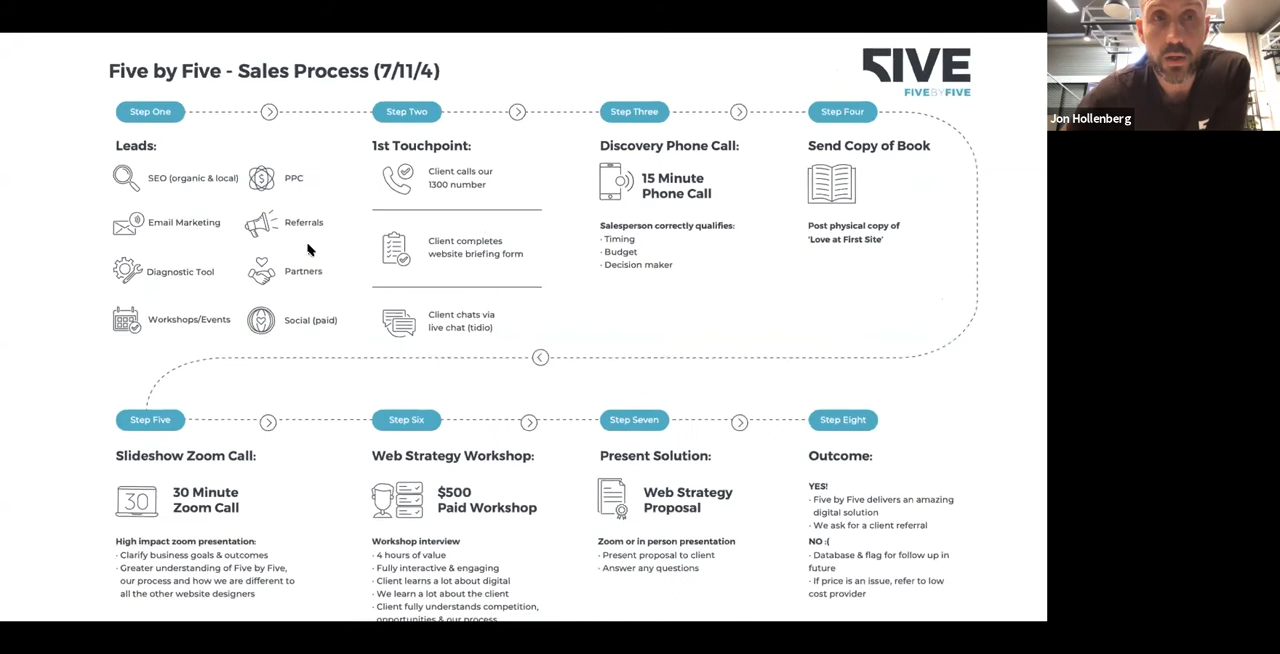 Five by Five - Sales Process (7/11/4)
5IVE
FIVEBYFIVE
Jon Hollenberg
Step One
Step Two
Step Three
Step Four
Leads:
SEO (organic & local)
PPC
Email Marketing
Referrals
Diagnostic Tool
Partners
Workshops/Events
Social (paid)
1st Touchpoint:
Client calls our
1300 number
Client completes
website briefing form
Client chats via
live chat (tidio)
Discovery Phone Call:
15 Minute
Phone Call
Salesperson correctly qualifies:
· Timing
· Budget
· Decision maker
Send Copy of Book
Post physical copy of
'Love at First Site'
Step Five
Step Six
Step Seven
Step Eight
Slideshow Zoom Call:
30
30 Minute
Zoom Call
High impact zoom presentation:
· Clarify business goals & outcomes
· Greater understanding of Five by Five,
our process and how we are different to
all the other website designers
Web Strategy Workshop:
$500
Paid Workshop
Workshop interview
· 4 hours of value
· Fully interactive & engaging
· Client learns a lot about digital
· We learn a lot about the client
· Client fully understands competition,
opportunities & our process
Present Solution:
Web Strategy
Proposal
Zoom or in person presentation
· Present proposal to client
· Answer any questions
Outcome:
YES!
· Five by Five delivers an amazing
digital solution
· We ask for a client referral
NO :(
· Database & flag for follow up in
future
· If price is an issue, refer to low
cost provider